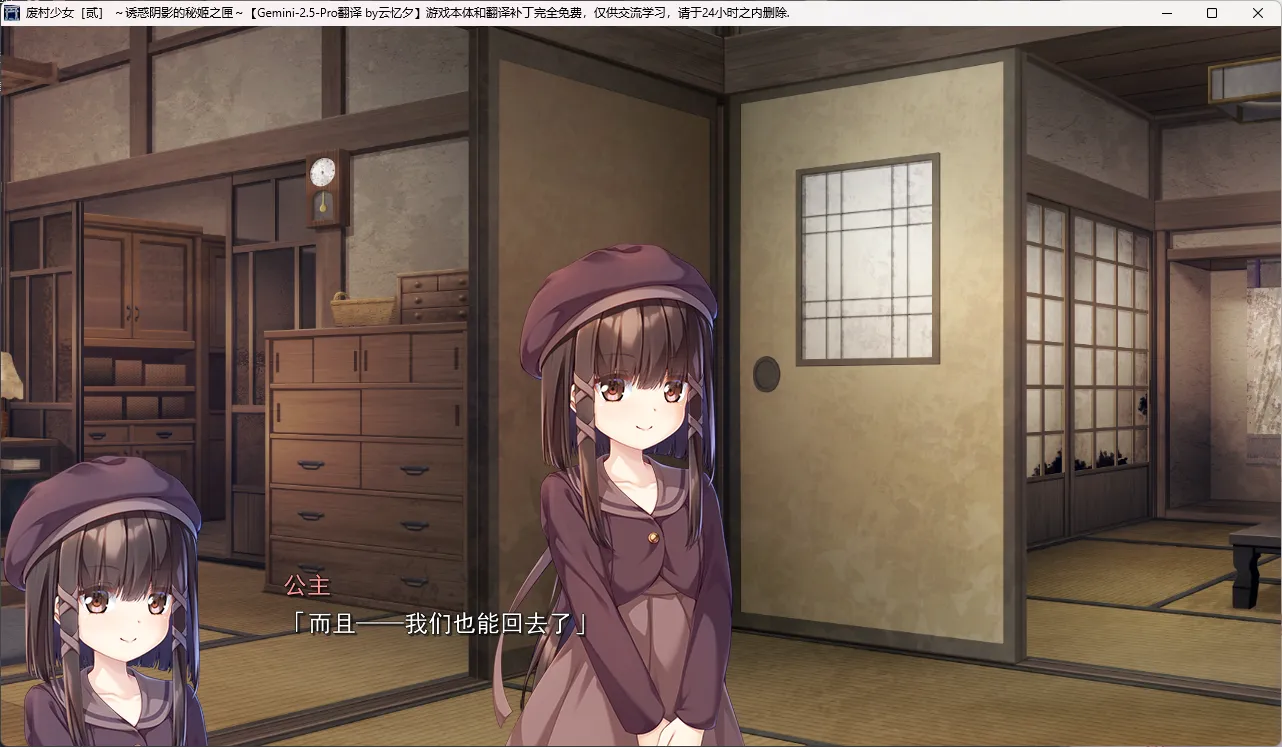 废村少女［贰］ ～诱惑阴影的秘姬之匣～【Gemini-2.5-Pro翻译 by云忆夕】游戏本体和翻译补丁完全免费，仅供交流学习，请于24小时之内删除.
公主
「而且——我们也能回去了」